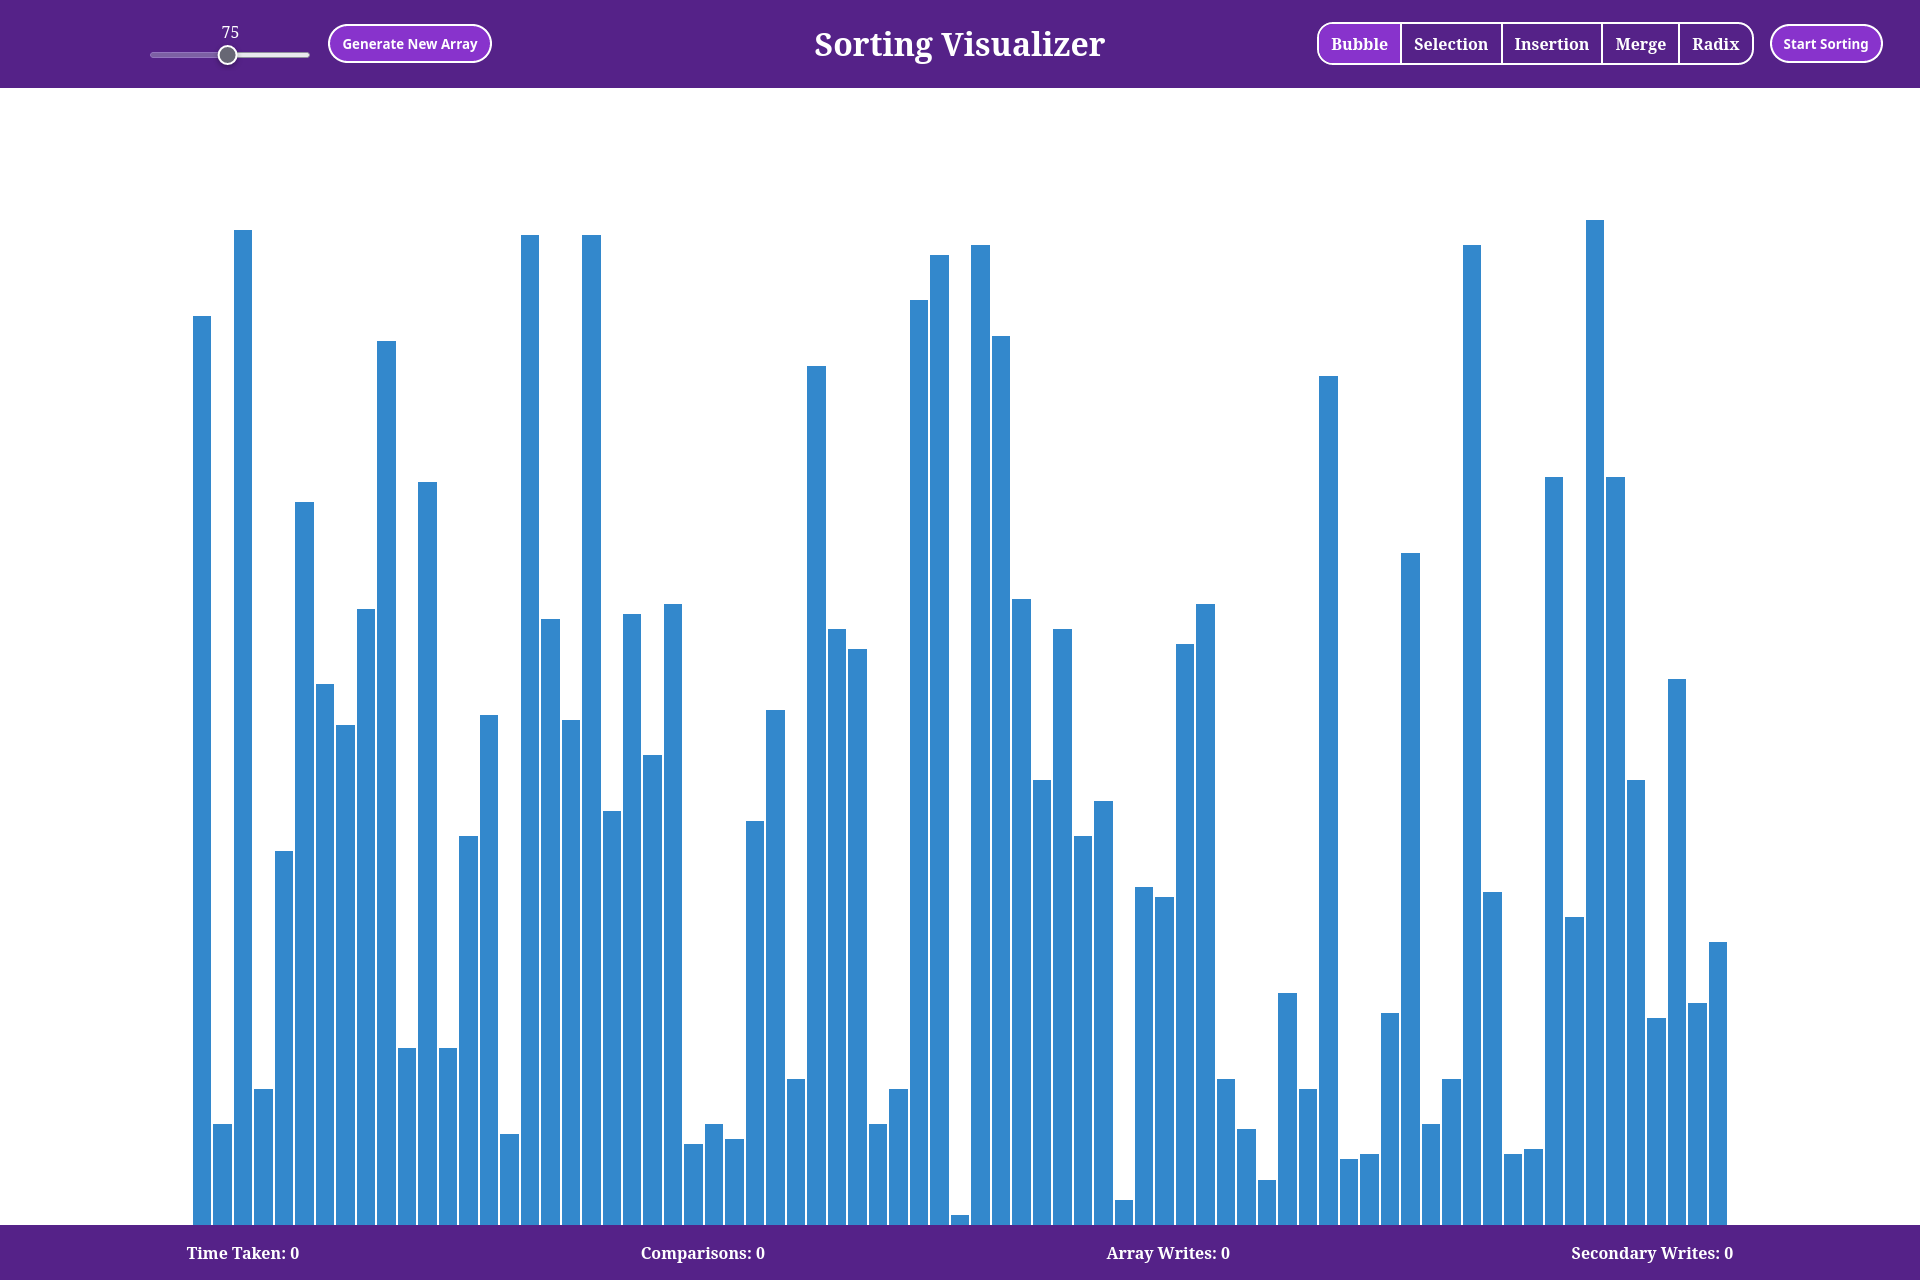 75
Generate New Array
Sorting Visualizer
Bubble
Selection
Insertion
Merge
Radix
Start Sorting
Time Taken: 0
Comparisons: 0
Array Writes: 0
Secondary Writes: 0